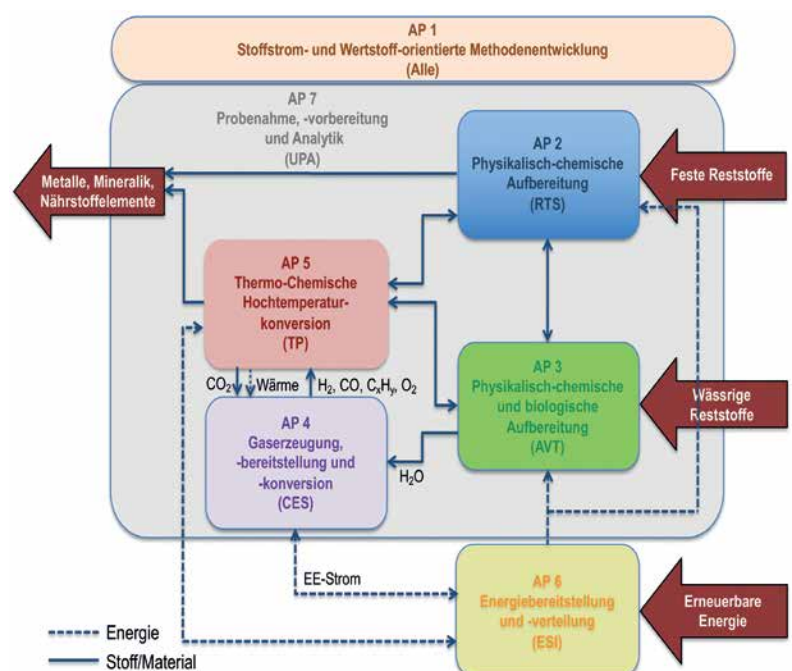 AP 1
Stoffstrom- und Wertstoff-orientierte Methodenentwicklung
(Alle)
AP 7
Probenahme, -vorbereitung
und Analytik
(UPA)
AP 2
Physikalisch-chemische
Aufbereitung
(RTS)
Feste Reststoffe
Metalle, Mineralik,
Nährstoffelemente
AP 5
Thermo-Chemische
Hochtemperatur-
konversion
(TP)
CO₂
Wärme
H₂, CO, CₓHᵧ, O₂
AP 3
Physikalisch-chemische
und biologische
Aufbereitung
(AVT)
Wässrige
Reststoffe
AP 4
Gaserzeugung,
-bereitstellung und
-konversion
(CES)
H₂O
EE-Strom
AP 6
Energiebereitstellung
und -verteilung
(ESI)
Erneuerbare
Energie
Energie
Stoff/Material